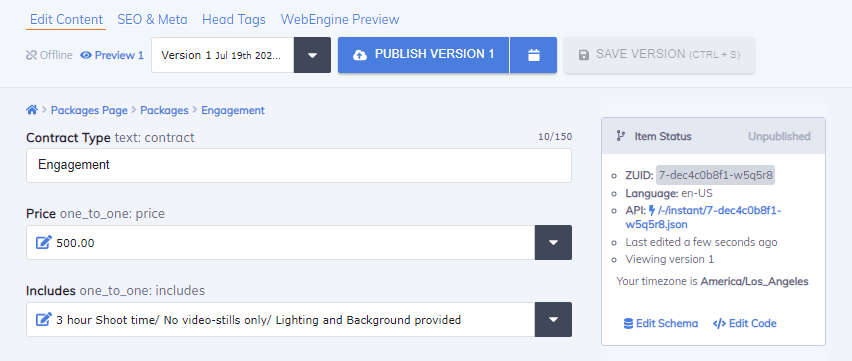 Edit Content SEO & Meta Head Tags WebEngine Preview
Offline Preview 1 Version 1 Jul 19th 202... PUBLISH VERSION 1 SAVE VERSION (CTRL + S)
Packages Page > Packages > Engagement
Contract Type text: contract 10/150
Engagement
Price one_to_one: price
500.00
Includes one_to_one: includes
3 hour Shoot time/ No video-stills only/ Lighting and Background provided
Item Status Unpublished
ZUID: 7-dec4c0b8f1-w5q5r8
Language: en-US
API: /-/instant/7-dec4c0b8f1-
w5q5r8.json
Last edited a few seconds ago
Viewing version 1
Your timezone is America/Los_Angeles
Edit Schema Edit Code